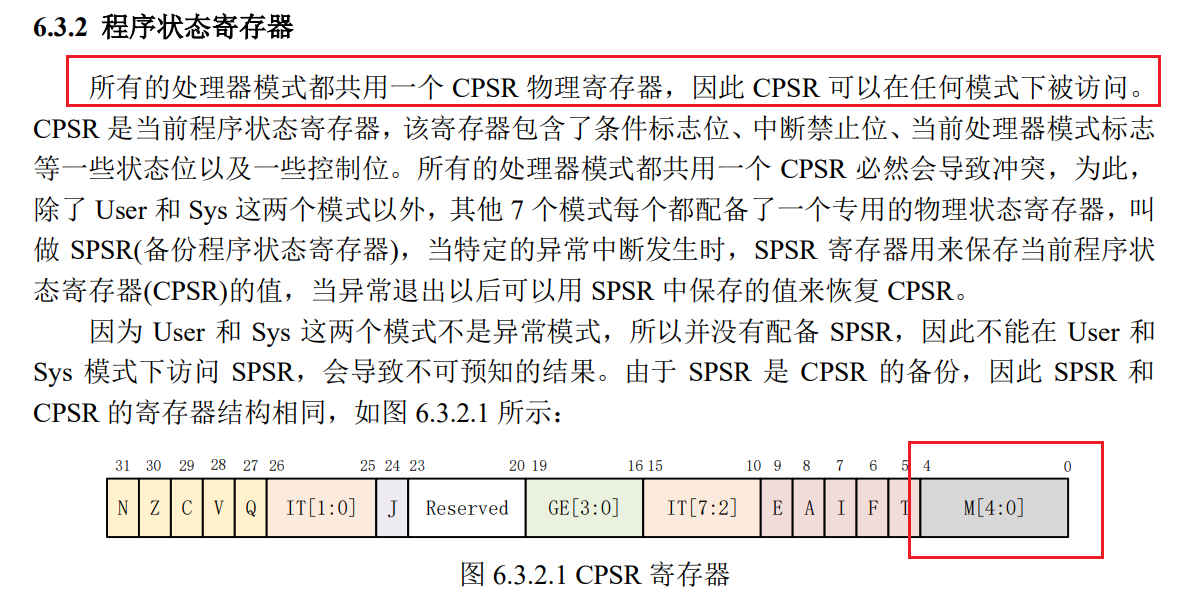 6.3.2 程序状态寄存器
所有的处理器模式都共用一个 CPSR 物理寄存器，因此 CPSR 可以在任何模式下被访问。
CPSR 是当前程序状态寄存器，该寄存器包含了条件标志位、中断禁止位、当前处理器模式标志
等一些状态位以及一些控制位。所有的处理器模式都共用一个 CPSR 必然会导致冲突，为此，
除了 User 和 Sys 这两个模式以外，其他 7 个模式每个都配备了一个专用的物理状态寄存器，叫
做 SPSR(备份程序状态寄存器)，当特定的异常中断发生时，SPSR 寄存器用来保存当前程序状
态寄存器(CPSR)的值，当异常退出以后可以用 SPSR 中保存的值来恢复 CPSR。
因为 User 和 Sys 这两个模式不是异常模式，所以并没有配备 SPSR，因此不能在 User 和
Sys 模式下访问 SPSR，会导致不可预知的结果。由于 SPSR 是 CPSR 的备份，因此 SPSR 和
CPSR 的寄存器结构相同，如图 6.3.2.1 所示：
31 30 29 28 27 26 25 24 23 20 19 16 15 10 9 8 7 6 5 4 0
N Z C V Q IT[1:0] J Reserved GE[3:0] IT[7:2] E A I F T M[4:0]
图 6.3.2.1 CPSR 寄存器